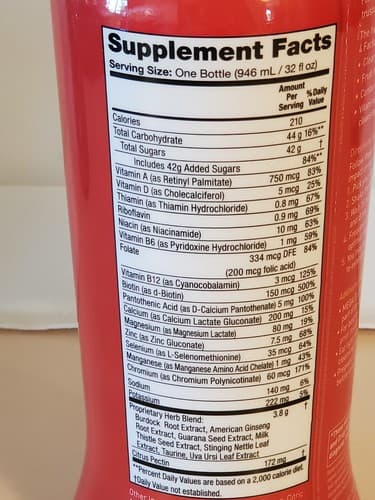 Supplement Facts
Serving Size: One Bottle (946 mL / 32 fl oz)
Amount Per Serving %Daily Value
Calories 210
Total Carbohydrate 44 g 16%**
Total Sugars 42 g †
Includes 42g Added Sugars 84%**
Vitamin A (as Retinyl Palmitate) 750 mcg 83%
Vitamin D (as Cholecalciferol) 5 mcg 25%
Thiamin (as Thiamin Hydrochloride) 0.8 mg 67%
Riboflavin 0.9 mg 69%
Niacin (as Niacinamide) 10 mg 63%
Vitamin B6 (as Pyridoxine Hydrochloride) 1 mg 59%
Folate 334 mcg DFE 84%
(200 mcg folic acid)
Vitamin B12 (as Cyanocobalamin) 3 mcg 125%
Biotin (as d-Biotin) 150 mcg 500%
Pantothenic Acid (as D-Calcium Pantothenate) 5 mg 100%
Calcium (as Calcium Lactate Gluconate) 200 mg 15%
Magnesium (as Magnesium Lactate) 80 mg 19%
Zinc (as Zinc Gluconate) 7.5 mg 68%
Selenium (as L-Selenomethionine) 35 mcg 64%
Manganese (as Manganese Amino Acid Chelate) 1 mg 43%
Chromium (as Chromium Polynicotinate) 60 mcg 171%
Sodium 140 mg 6%
Potassium 222 mg 5%
Proprietary Herb Blend: 3.8 g †
Burdock Root Extract, American Ginseng
Root Extract, Guarana Seed Extract, Milk
Thistle Seed Extract, Stinging Nettle Leaf
Extract, Taurine, Uva Ursi Leaf Extract
Citrus Pectin 172 mg †
**Percent Daily Values are based on a 2,000 calorie diet.
†Daily Value not established.